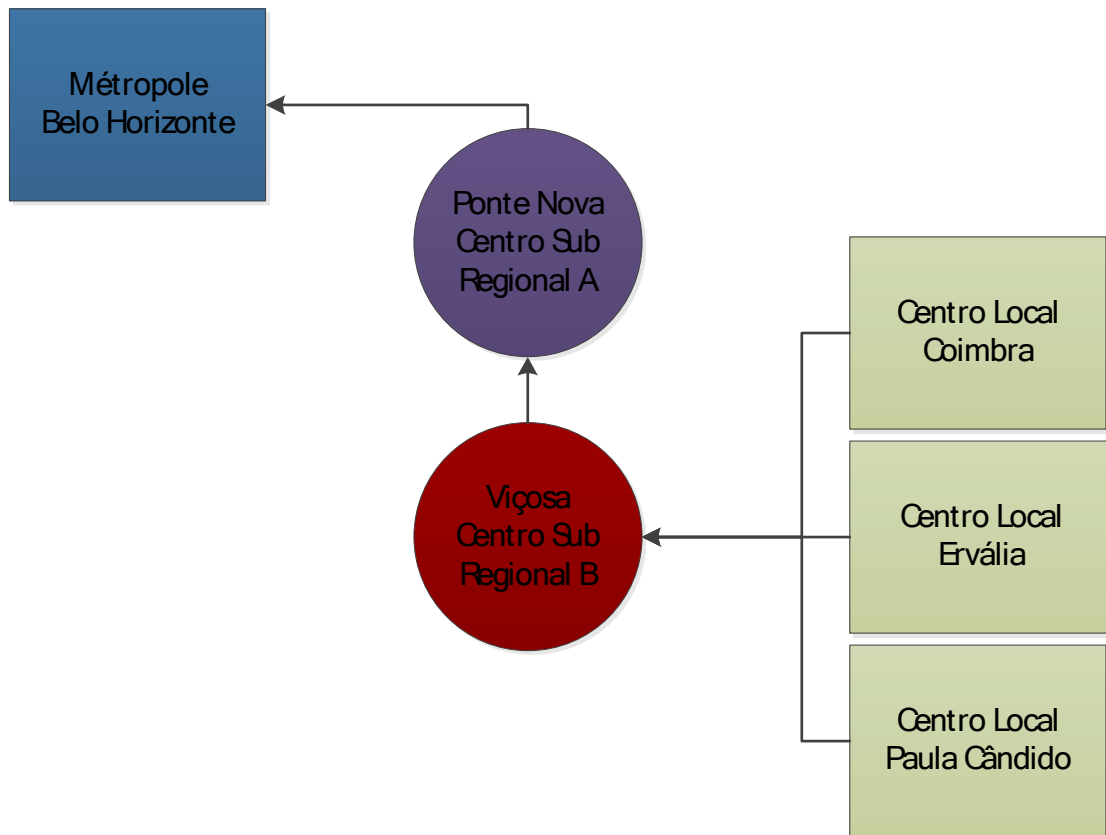 Métropole
Belo Horizonte
Ponte Nova
Centro Sub
Regional A
Centro Local
Coimbra
Viçosa
Centro Sub
Regional B
Centro Local
Ervália
Centro Local
Paula Cândido